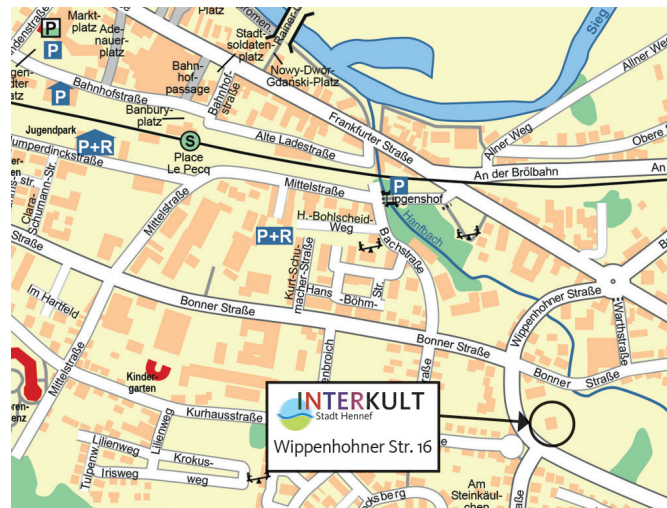 P
Markt-
platz
Ade-
nauer-
platz
P
P
Platz
Stadt-
soldaten-
platz
Bahn-
hof-
passage
Nowy-Dwór-
Gdański-Platz
Sieg
Allner Weg
Allner Weg
Obere
Bahnhofstraße
Bahnhof-
straße
Banbury-
platz
Frankfurter Straße
Alte Ladestraße
Jugendpark
P+R
S
Place
Le Pecq
An der Brölbahn
An
Mittelstraße
P
Clara-
Schumann-Str.
Mittelstraße
H.-Bohlscheid-
Weg
P+R
Hanfbach
Bachstraße
Kurt-Schu-
macher-Straße
Hans
-Böhm-
Str.
Wippenhohner Straße
Warthstraße
Im Hartfeld
Bonner Straße
Bonner Straße
Bonner Straße
Mittelstraße
Kinder-
garten
INTERKULT
Stadt Hennef
Wippenhohner Str. 16
Kurhausstraße
Lilienweg
Lilienweg
Tulpenw.
Irisweg
Krokus-
weg
Am
Steinkäul-
chen